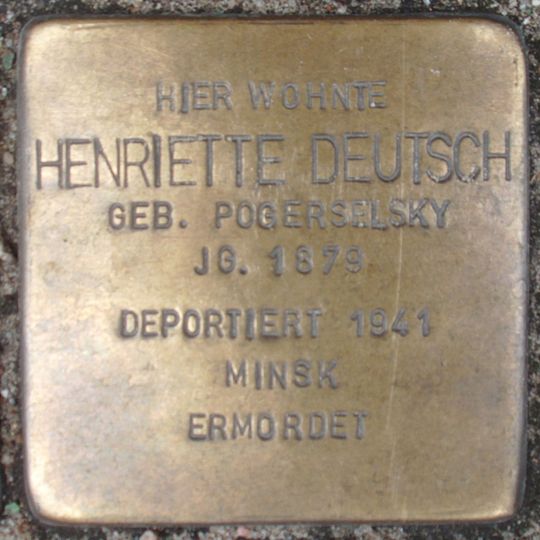 HIER WOHNTE
HENRIETTE DEUTSCH
GEB. POGERSELSKY
JG. 1879
DEPORTIERT 1941
MINSK
ERMORDET